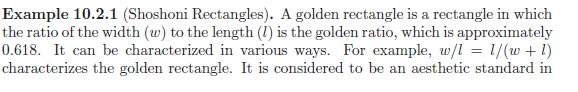 Example 10.2.1 (Shoshoni Rectangles). A golden rectangle is a rectangle in which
the ratio of the width (w) to the length (l) is the golden ratio, which is approximately
0.618. It can be characterized in various ways. For example, w/l = l/(w + l)
characterizes the golden rectangle. It is considered to be an aesthetic standard in